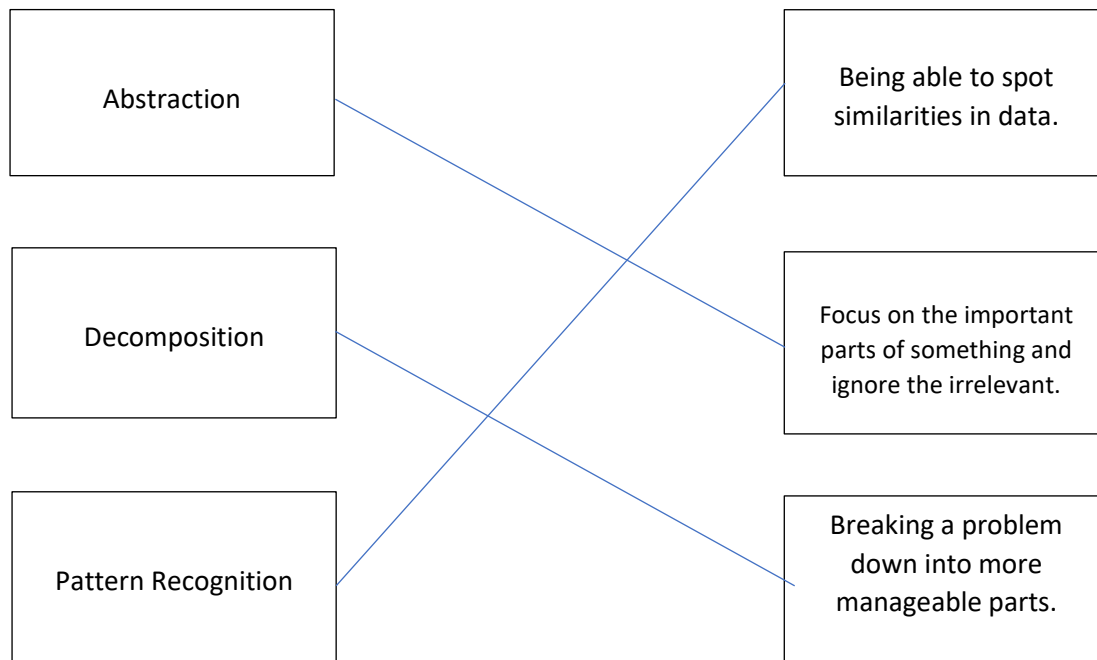 Abstraction
Being able to spot
similarities in data.
Decomposition
Focus on the important
parts of something and
ignore the irrelevant.
Pattern Recognition
Breaking a problem
down into more
manageable parts.